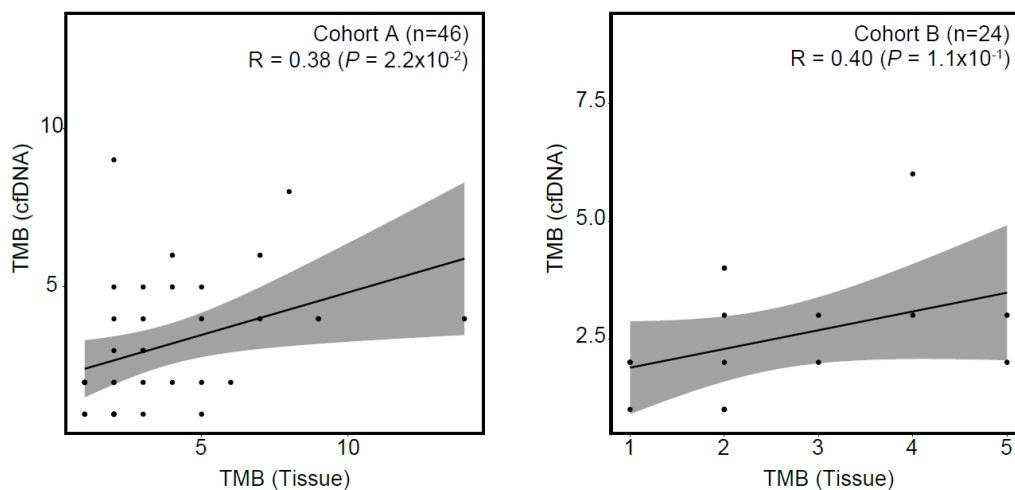 Cohort A (n=46)
R = 0.38 (P = 2.2x10⁻²)
10
5
TMB (cfDNA)
5
10
TMB (Tissue)
Cohort B (n=24)
R = 0.40 (P = 1.1x10⁻¹)
7.5
5.0
2.5
TMB (cfDNA)
1
2
3
4
5
TMB (Tissue)